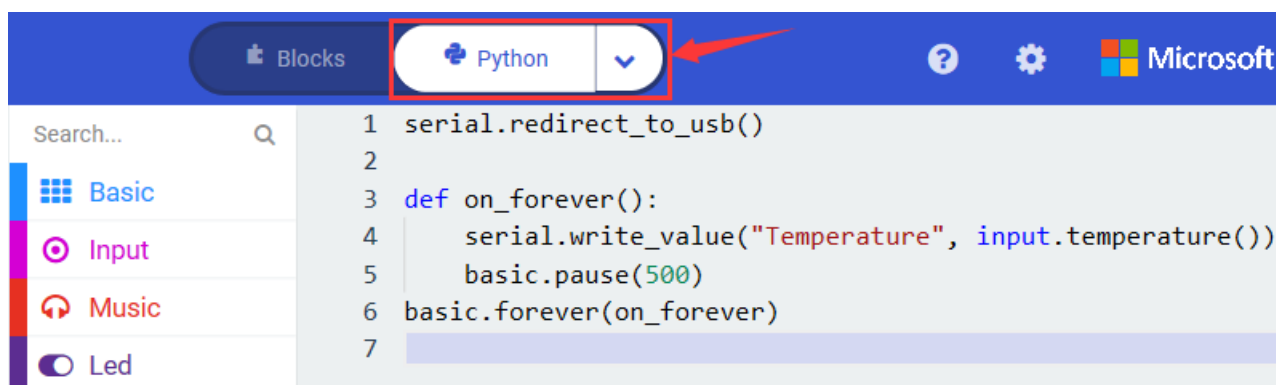 Blocks Python Microsoft
Search...
Basic
Input
Music
Led
1 serial.redirect_to_usb()
2
3 def on_forever():
4     serial.write_value("Temperature", input.temperature())
5     basic.pause(500)
6 basic.forever(on_forever)
7